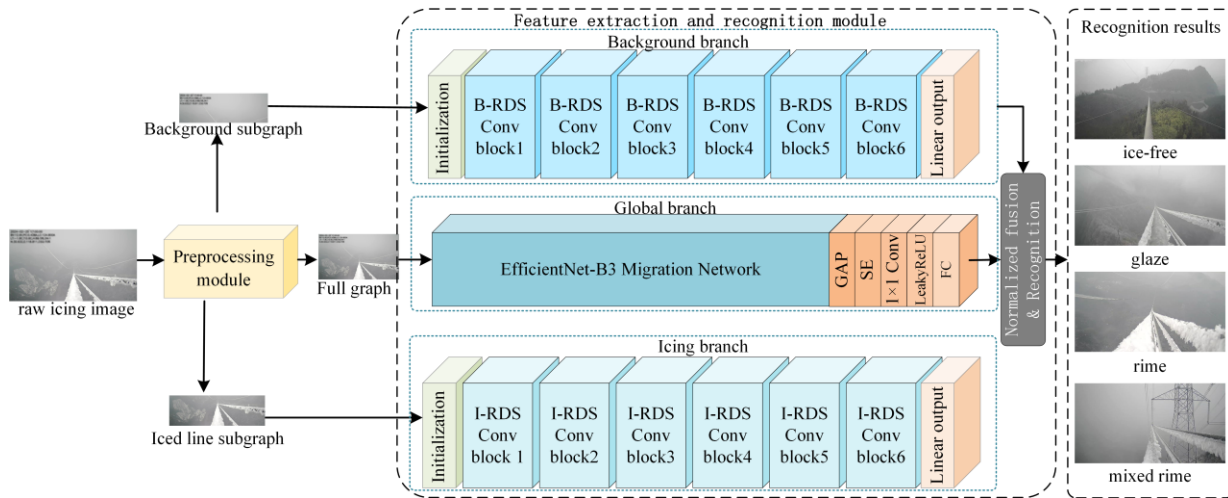 Feature extraction and recognition module
Recognition results
Background branch
Initialization
B-RDS
Conv
block1
B-RDS
Conv
block2
B-RDS
Conv
block3
B-RDS
Conv
block4
B-RDS
Conv
block5
B-RDS
Conv
block6
Linear output
Background subgraph
ice-free
Global branch
raw icing image
Preprocessing
module
Full graph
EfficientNet-B3 Migration Network
GAP
SE
1×1 Conv
LeakyReLU
FC
Normalized fusion
& Recognition
glaze
rime
Icing branch
Iced line subgraph
Initialization
I-RDS
Conv
block 1
I-RDS
Conv
block2
I-RDS
Conv
block3
I-RDS
Conv
block4
I-RDS
Conv
block5
I-RDS
Conv
block6
Linear output
mixed rime